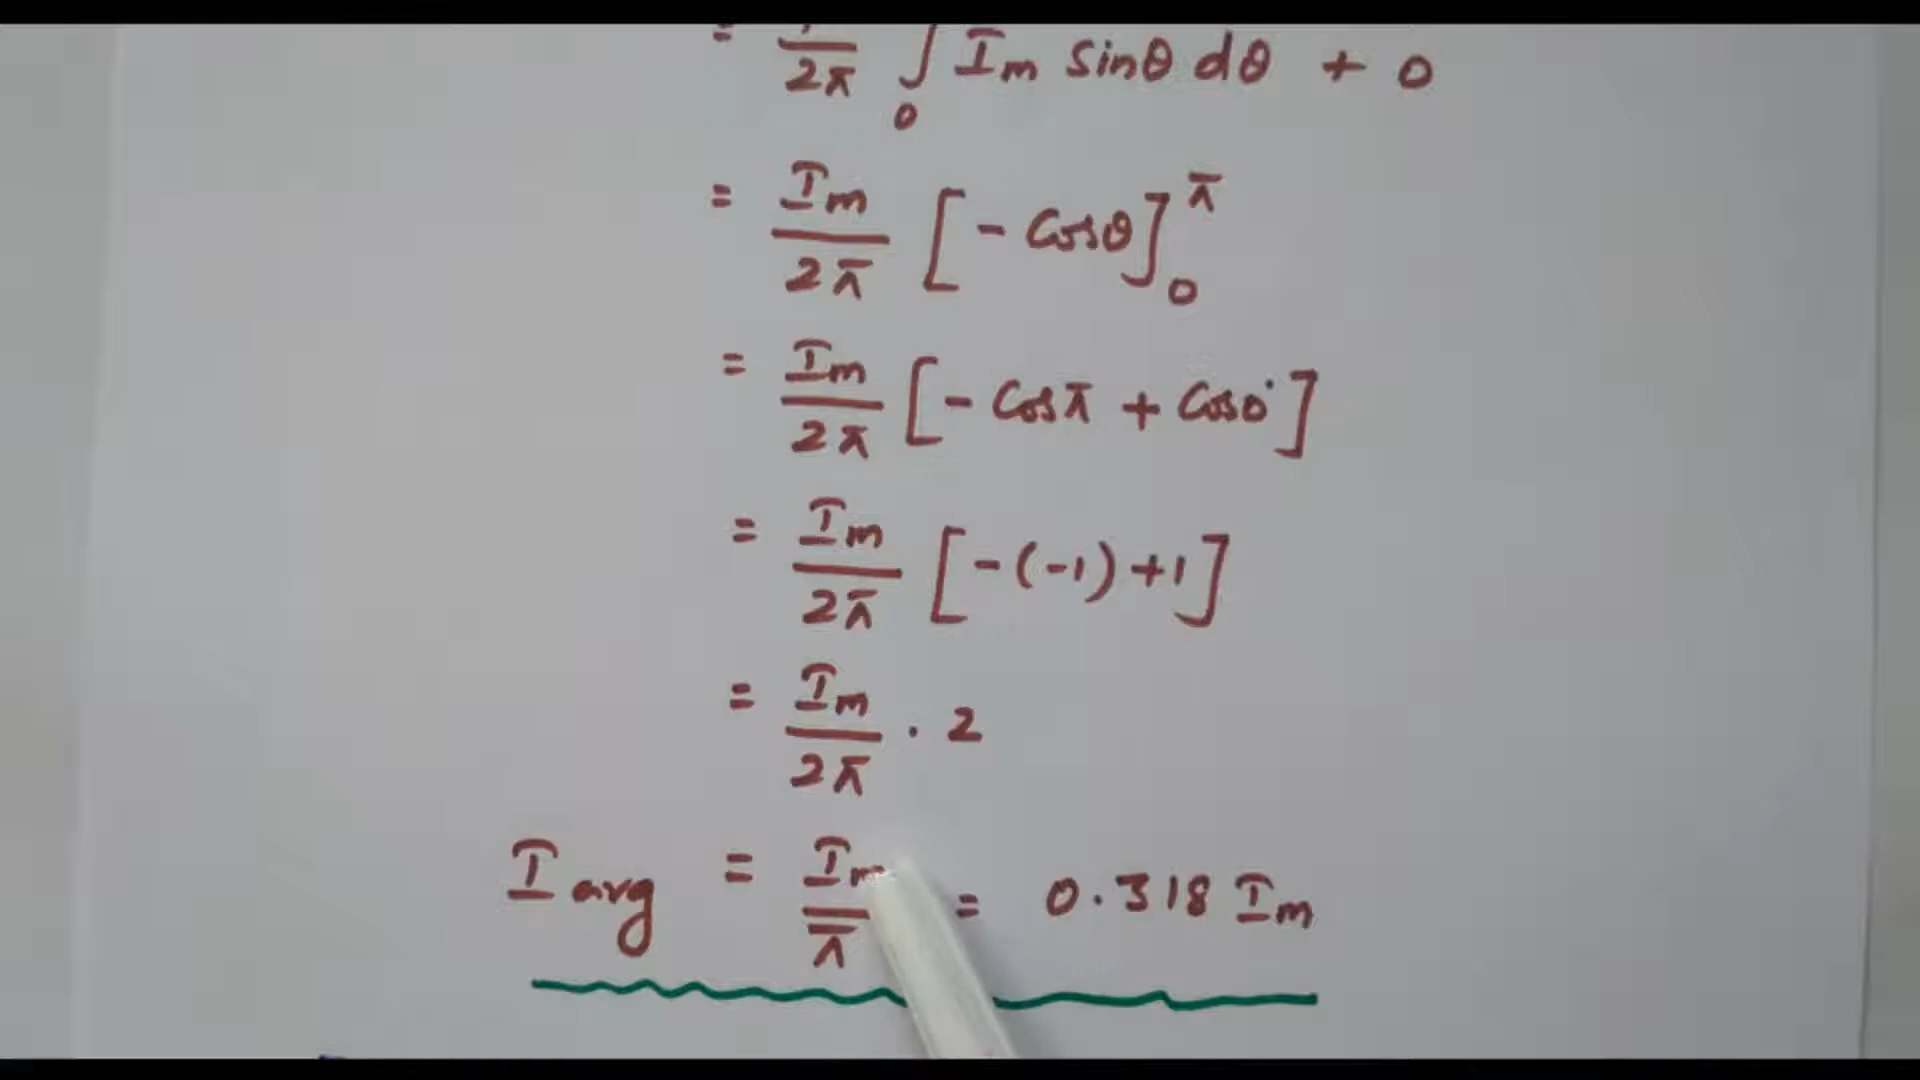 = 1/2π ∫₀ Im Sinθ dθ + 0
= Im/2π [- Cosθ]₀^π
= Im/2π [- Cosπ + Cos0°]
= Im/2π [-(-1)+1]
= Im/2π . 2
I avg = Im/π = 0.318 Im